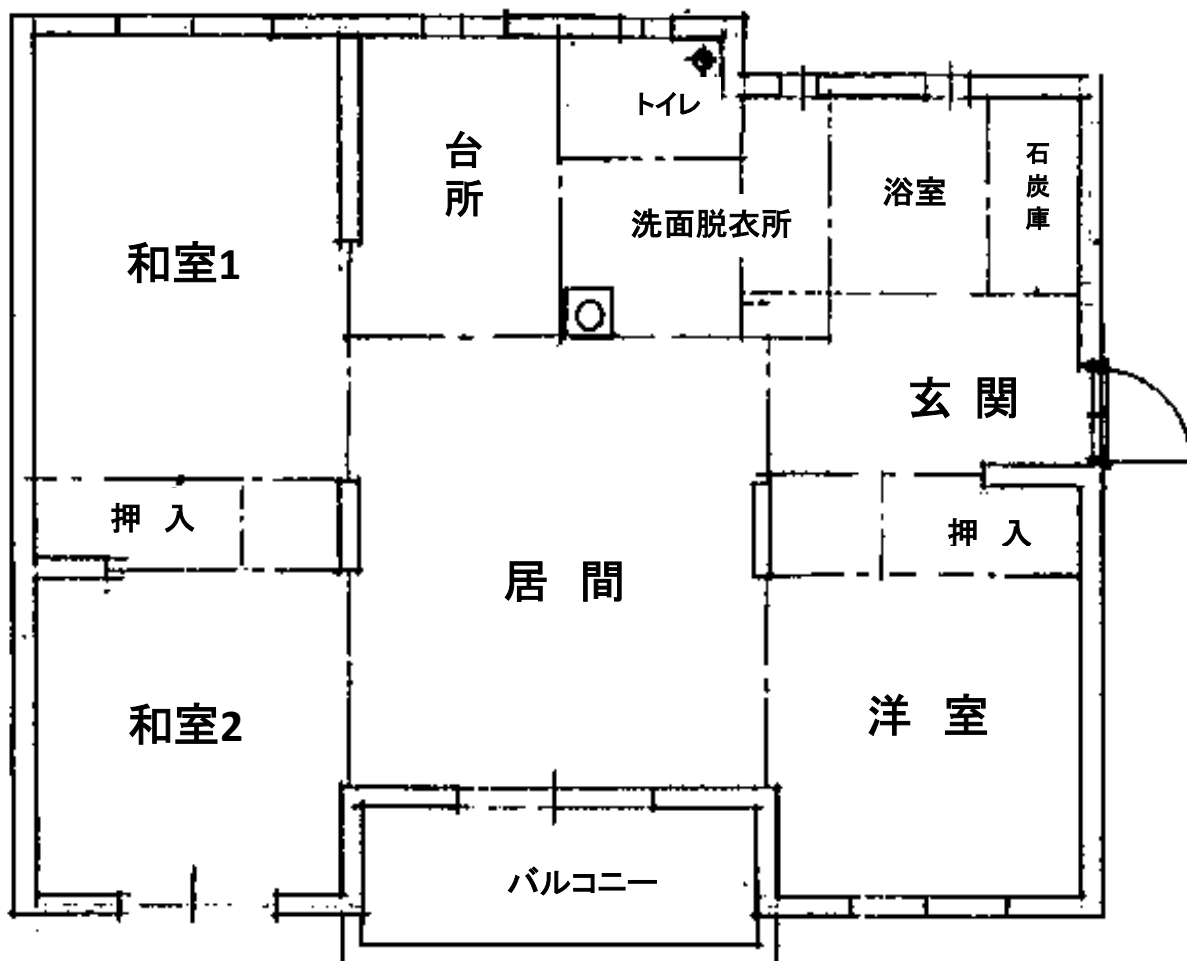 トイレ
台所
石炭庫
浴室
洗面脱衣所
和室1
玄 関
押 入
押 入
居 間
和室2
洋 室
バルコニー